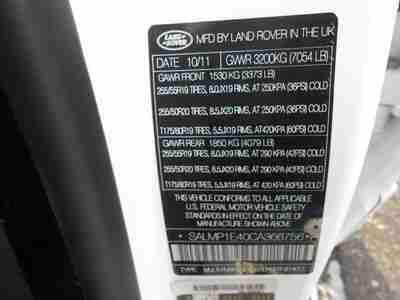 LAND ROVER
MFD BY LAND ROVER IN THE UK
DATE 10/11 GVWR 3200KG (7054 LB)
GAWR FRONT 1530 KG (3373 LB)
255/55R19 TIRES, 8.0JX19 RIMS, AT 250KPA (36PSI) COLD
255/50R20 TIRES, 8.5JX20 RIMS, AT 250KPA (36PSI) COLD
T175/80R19 TIRES, 5.5JX19 RIMS, AT420KPA (60PSI) COLD
GAWR REAR 1850 KG (4079 LB)
255/55R19 TIRES, 8.0JX19 RIMS, AT 290 KPA (42PSI) COLD
255/50R20 TIRES, 8.5JX20 RIMS, AT 290 KPA (42PSI) COLD
T175/80R19 TIRES, 5.5JX19 RIMS, AT 420 KPA (60PSI) COLD
THIS VEHICLE CONFORMS TO ALL APPLICABLE
U.S. FEDERAL MOTOR VEHICLE SAFETY
STANDARDS IN EFFECT ON THE DATE OF
MANUFACTURE SHOWN ABOVE.
SALMP1E40CA366756
TYPE: